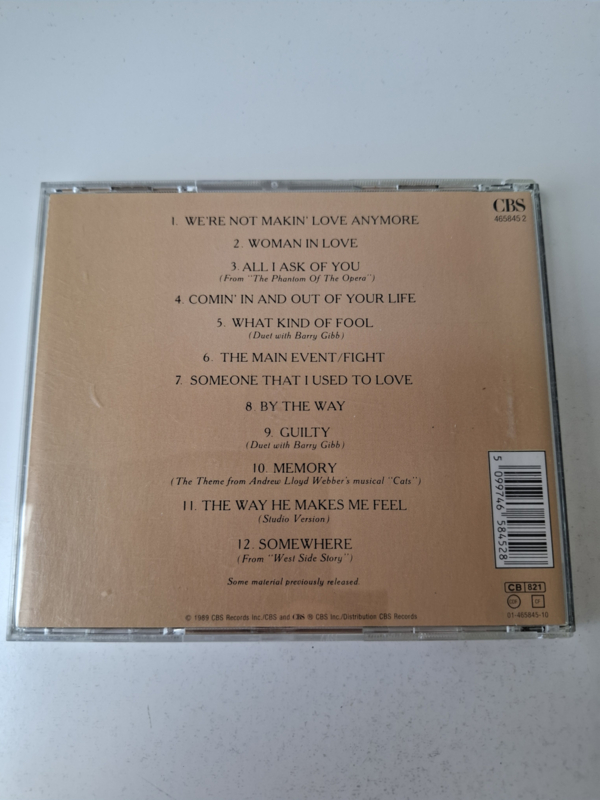 CBS
465845 2
1. WE'RE NOT MAKIN' LOVE ANYMORE
2. WOMAN IN LOVE
3. ALL I ASK OF YOU
(From "The Phantom Of The Opera")
4. COMIN' IN AND OUT OF YOUR LIFE
5. WHAT KIND OF FOOL
(Duet with Barry Gibb)
6. THE MAIN EVENT/FIGHT
7. SOMEONE THAT I USED TO LOVE
8. BY THE WAY
9. GUILTY
(Duet with Barry Gibb)
10. MEMORY
(The Theme from Andrew Lloyd Webber's musical "Cats")
11. THE WAY HE MAKES ME FEEL
(Studio Version)
12. SOMEWHERE
(From "West Side Story")
Some material previously released.
5 099746 584528
CB 821
01-465845-10
© 1989 CBS Records Inc./CBS and CBS ® CBS Inc./Distribution CBS Records